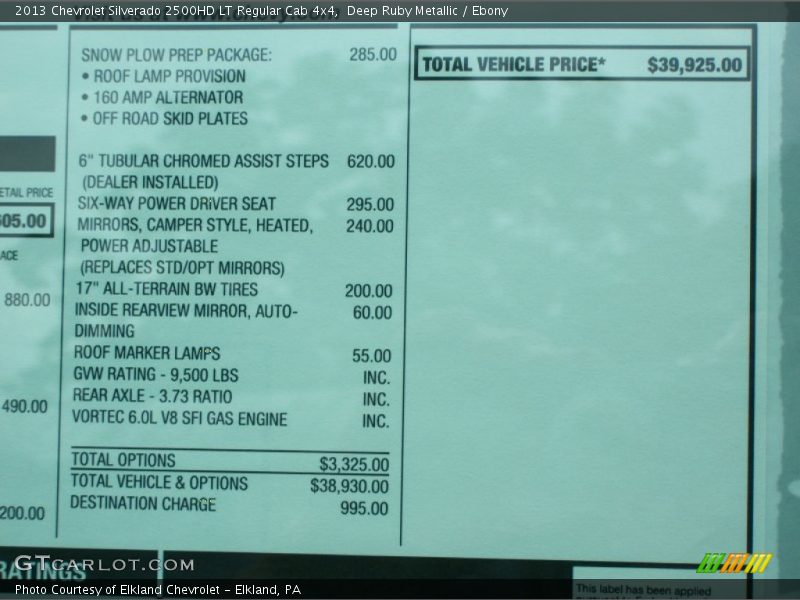 2013 Chevrolet Silverado 2500HD LT Regular Cab 4x4, Deep Ruby Metallic / Ebony
ETAIL PRICE
605.00
ACE
880.00
490.00
200.00
SNOW PLOW PREP PACKAGE: 285.00
• ROOF LAMP PROVISION
• 160 AMP ALTERNATOR
• OFF ROAD SKID PLATES
6" TUBULAR CHROMED ASSIST STEPS 620.00
(DEALER INSTALLED)
SIX-WAY POWER DRIVER SEAT 295.00
MIRRORS, CAMPER STYLE, HEATED, 240.00
POWER ADJUSTABLE
(REPLACES STD/OPT MIRRORS)
17" ALL-TERRAIN BW TIRES 200.00
INSIDE REARVIEW MIRROR, AUTO- 60.00
DIMMING
ROOF MARKER LAMPS 55.00
GVW RATING - 9,500 LBS INC.
REAR AXLE - 3.73 RATIO INC.
VORTEC 6.0L V8 SFI GAS ENGINE INC.
TOTAL OPTIONS $3,325.00
TOTAL VEHICLE & OPTIONS $38,930.00
DESTINATION CHARGE 995.00
TOTAL VEHICLE PRICE* $39,925.00
RATINGS
GTCARLOT.COM
This label has been applied
Photo Courtesy of Elkland Chevrolet - Elkland, PA